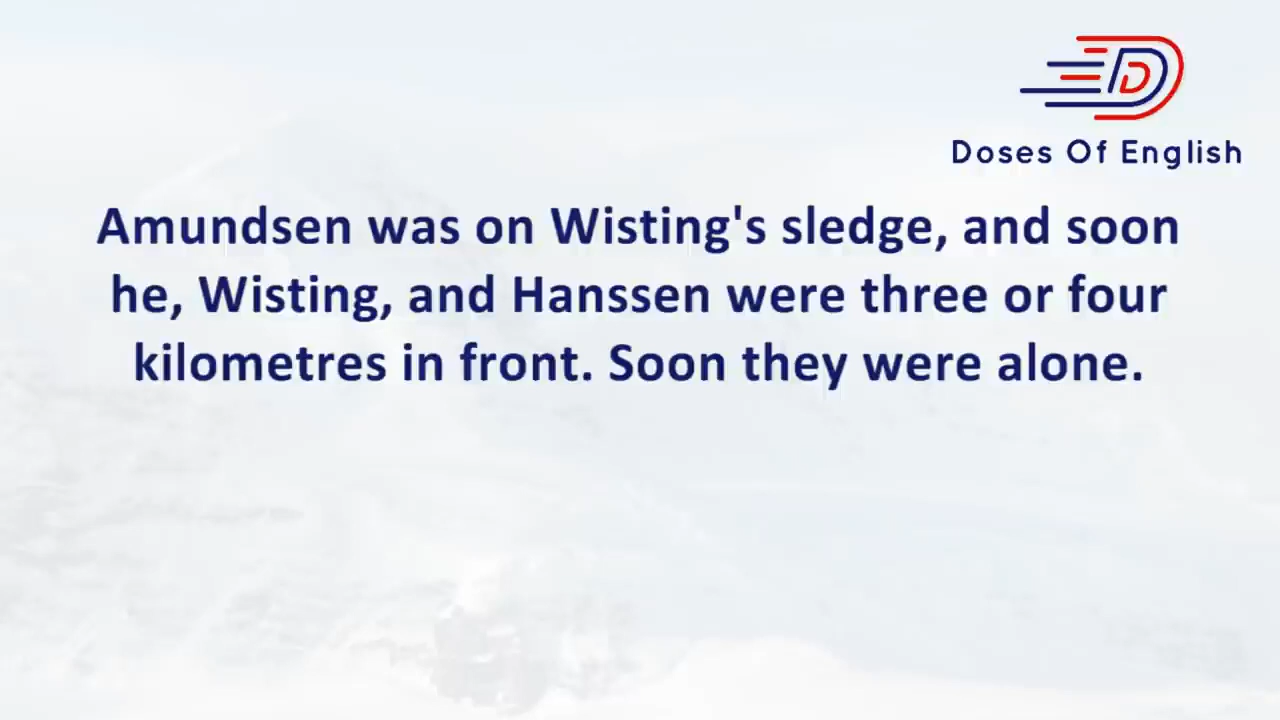 Doses Of English
Amundsen was on Wisting's sledge, and soon
he, Wisting, and Hanssen were three or four
kilometres in front. Soon they were alone.